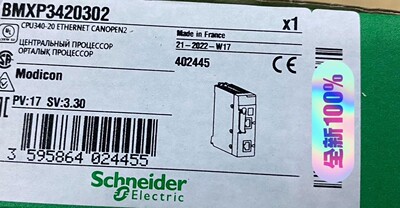 BMXP3420302
x1
CPU340-20 ETHERNET CANOPEN2
ЦЕНТРАЛЬНЫЙ ПРОЦЕССОР
ОРТАЛЫҚ ПРОЦЕССОР
Made in France
21-2022-W17
402445
CE
Modicon
PV:17 SV:3.30
3 595864 024455
Schneider
Electric
全新100%